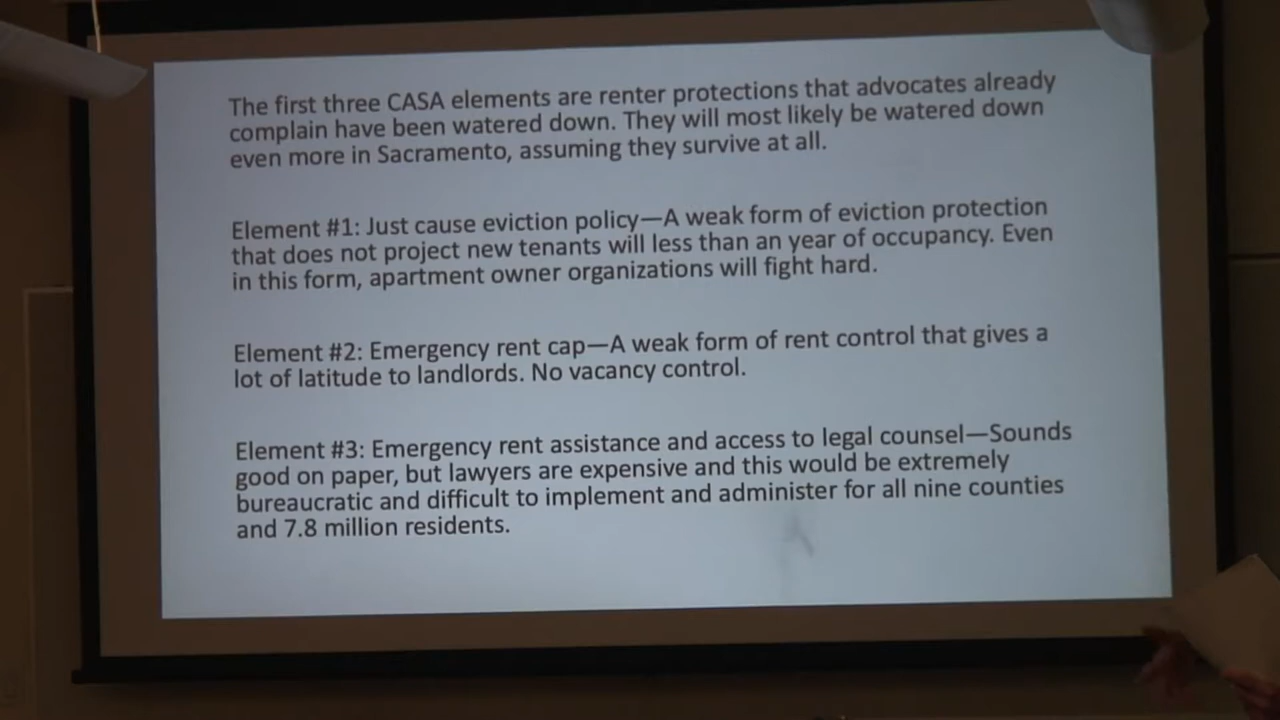 The first three CASA elements are renter protections that advocates already
complain have been watered down. They will most likely be watered down
even more in Sacramento, assuming they survive at all.
Element #1: Just cause eviction policy—A weak form of eviction protection
that does not project new tenants will less than an year of occupancy. Even
in this form, apartment owner organizations will fight hard.
Element #2: Emergency rent cap—A weak form of rent control that gives a
lot of latitude to landlords. No vacancy control.
Element #3: Emergency rent assistance and access to legal counsel—Sounds
good on paper, but lawyers are expensive and this would be extremely
bureaucratic and difficult to implement and administer for all nine counties
and 7.8 million residents.